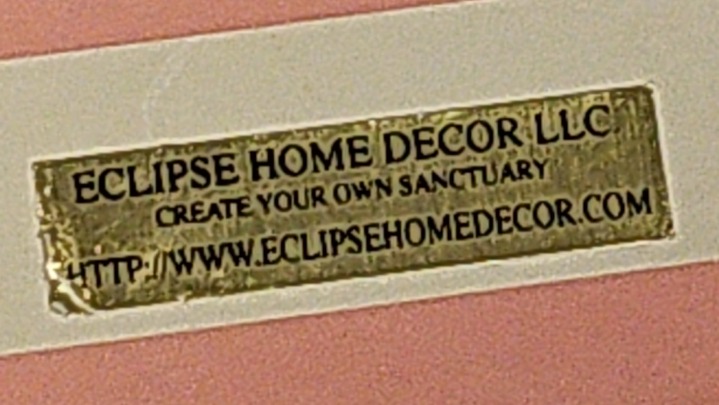 ECLIPSE HOME DECOR LLC
CREATE YOUR OWN SANCTUARY
HTTP://WWW.ECLIPSEHOMEDECOR.COM